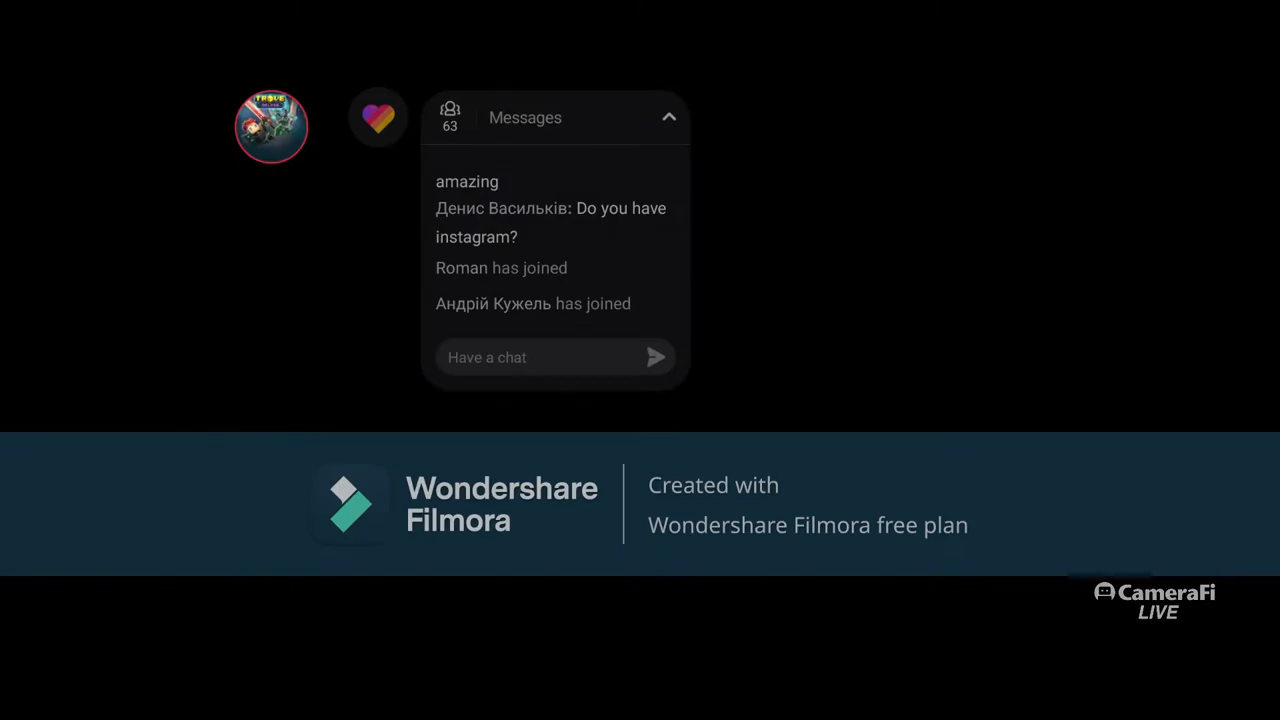 TROVE
63
Messages
amazing
Денис Васильків: Do you have
instagram?
Roman has joined
Андрій Кужель has joined
Have a chat
Wondershare
Filmora
Created with
Wondershare Filmora free plan
CameraFi
LIVE